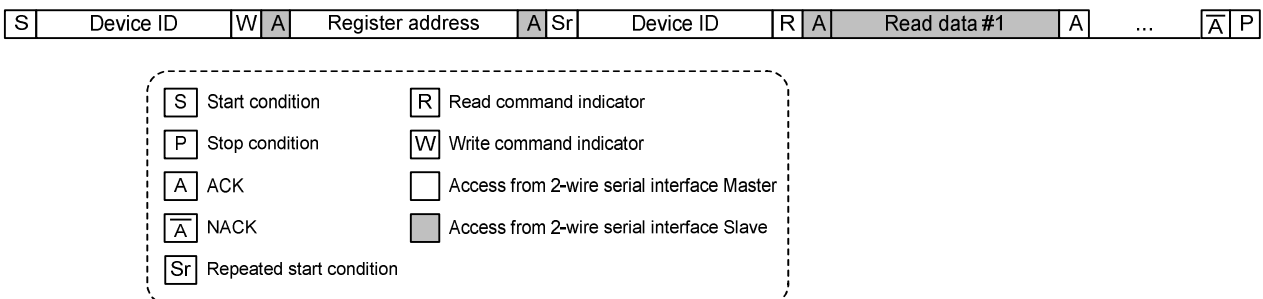 S Device ID W A Register address A Sr Device ID R A Read data #1 A ... A̅ P
S Start condition R Read command indicator
P Stop condition W Write command indicator
A ACK Access from 2-wire serial interface Master
A̅ NACK Access from 2-wire serial interface Slave
Sr Repeated start condition